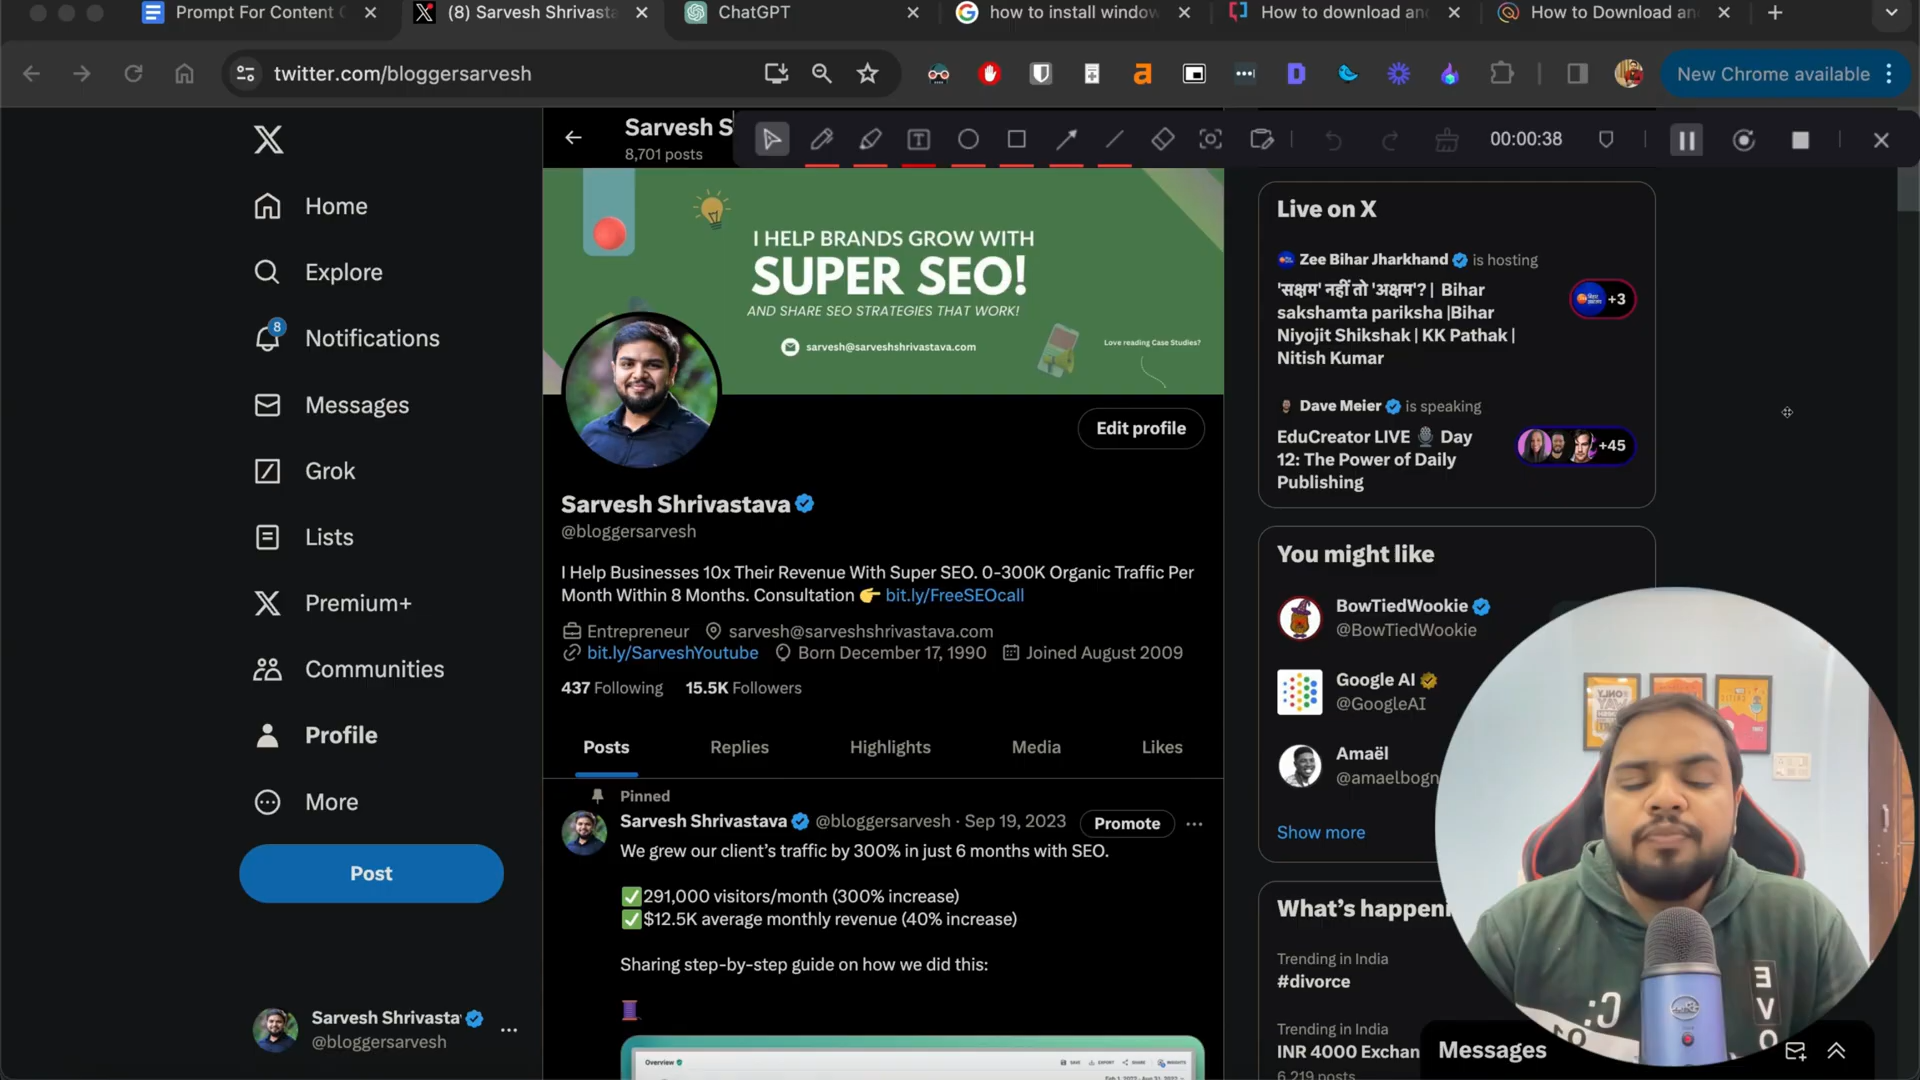 Prompt For Content
(8) Sarvesh Shrivasta
ChatGPT
how to install window
How to download an
How to Download an
twitter.com/bloggersarvesh
New Chrome available
Sarvesh S
8,701 posts
00:00:38
Home
Explore
8
Notifications
Messages
Grok
Lists
Premium+
Communities
Profile
More
Post
Sarvesh Shrivasta
@bloggersarvesh
I HELP BRANDS GROW WITH
SUPER SEO!
AND SHARE SEO STRATEGIES THAT WORK!
sarvesh@sarveshshrivastava.com
Love reading Case Studies?
Edit profile
Sarvesh Shrivastava
@bloggersarvesh
I Help Businesses 10x Their Revenue With Super SEO. 0-300K Organic Traffic Per
Month Within 8 Months. Consultation 👉 bit.ly/FreeSEOcall
Entrepreneur sarvesh@sarveshshrivastava.com
bit.ly/SarveshYoutube Born December 17, 1990 Joined August 2009
437 Following 15.5K Followers
Posts Replies Highlights Media Likes
Pinned
Sarvesh Shrivastava @bloggersarvesh · Sep 19, 2023 Promote
We grew our client’s traffic by 300% in just 6 months with SEO.
✅291,000 visitors/month (300% increase)
✅$12.5K average monthly revenue (40% increase)
Sharing step-by-step guide on how we did this:
🧵
Overview
SAVE EXPORT SHARE INSIGHTS
Live on X
Zee Bihar Jharkhand is hosting
'सक्षम' नहीं तो 'अक्षम'? | Bihar
sakshamta pariksha |Bihar
Niyojit Shikshak | KK Pathak |
Nitish Kumar
+3
Dave Meier is speaking
EduCreator LIVE 🎙 Day
12: The Power of Daily
Publishing
+45
You might like
BowTiedWookie
@BowTiedWookie
Google AI
@GoogleAI
Amaël
@amaelbogn
Show more
What’s happeni
Trending in India
#divorce
Trending in India
INR 4000 Exchan
6,219 posts
Messages